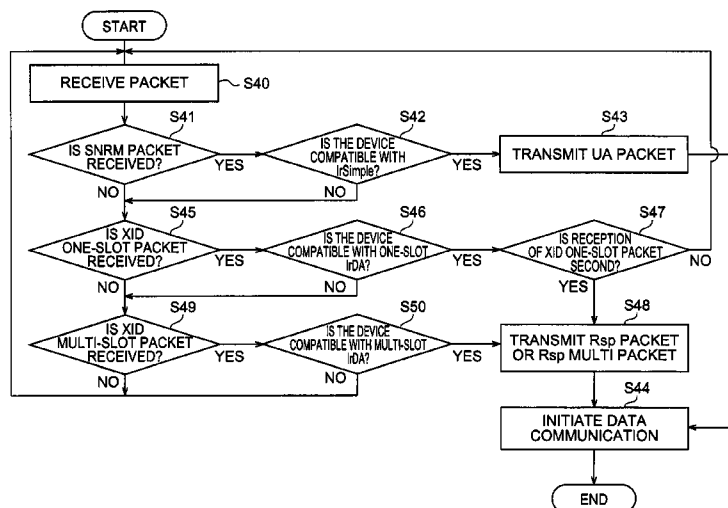 START
RECEIVE PACKET
S40
S41
IS SNRM PACKET
RECEIVED?
YES
NO
S42
IS THE DEVICE
COMPATIBLE WITH
IrSimple?
YES
NO
S43
TRANSMIT UA PACKET
S45
IS XID
ONE-SLOT PACKET
RECEIVED?
YES
NO
S46
IS THE DEVICE
COMPATIBLE WITH ONE-SLOT
IrDA?
YES
NO
S47
IS RECEPTION
OF XiD ONE-SLOT PACKET
SECOND?
NO
YES
S49
IS XID
MULTI-SLOT PACKET
RECEIVED?
YES
NO
S50
IS THE DEVICE
COMPATIBLE WITH MULTI-SLOT
IrDA?
YES
NO
S48
TRANSMIT Rsp PACKET
OR Rsp MULTI PACKET
S44
INITIATE DATA
COMMUNICATION
END